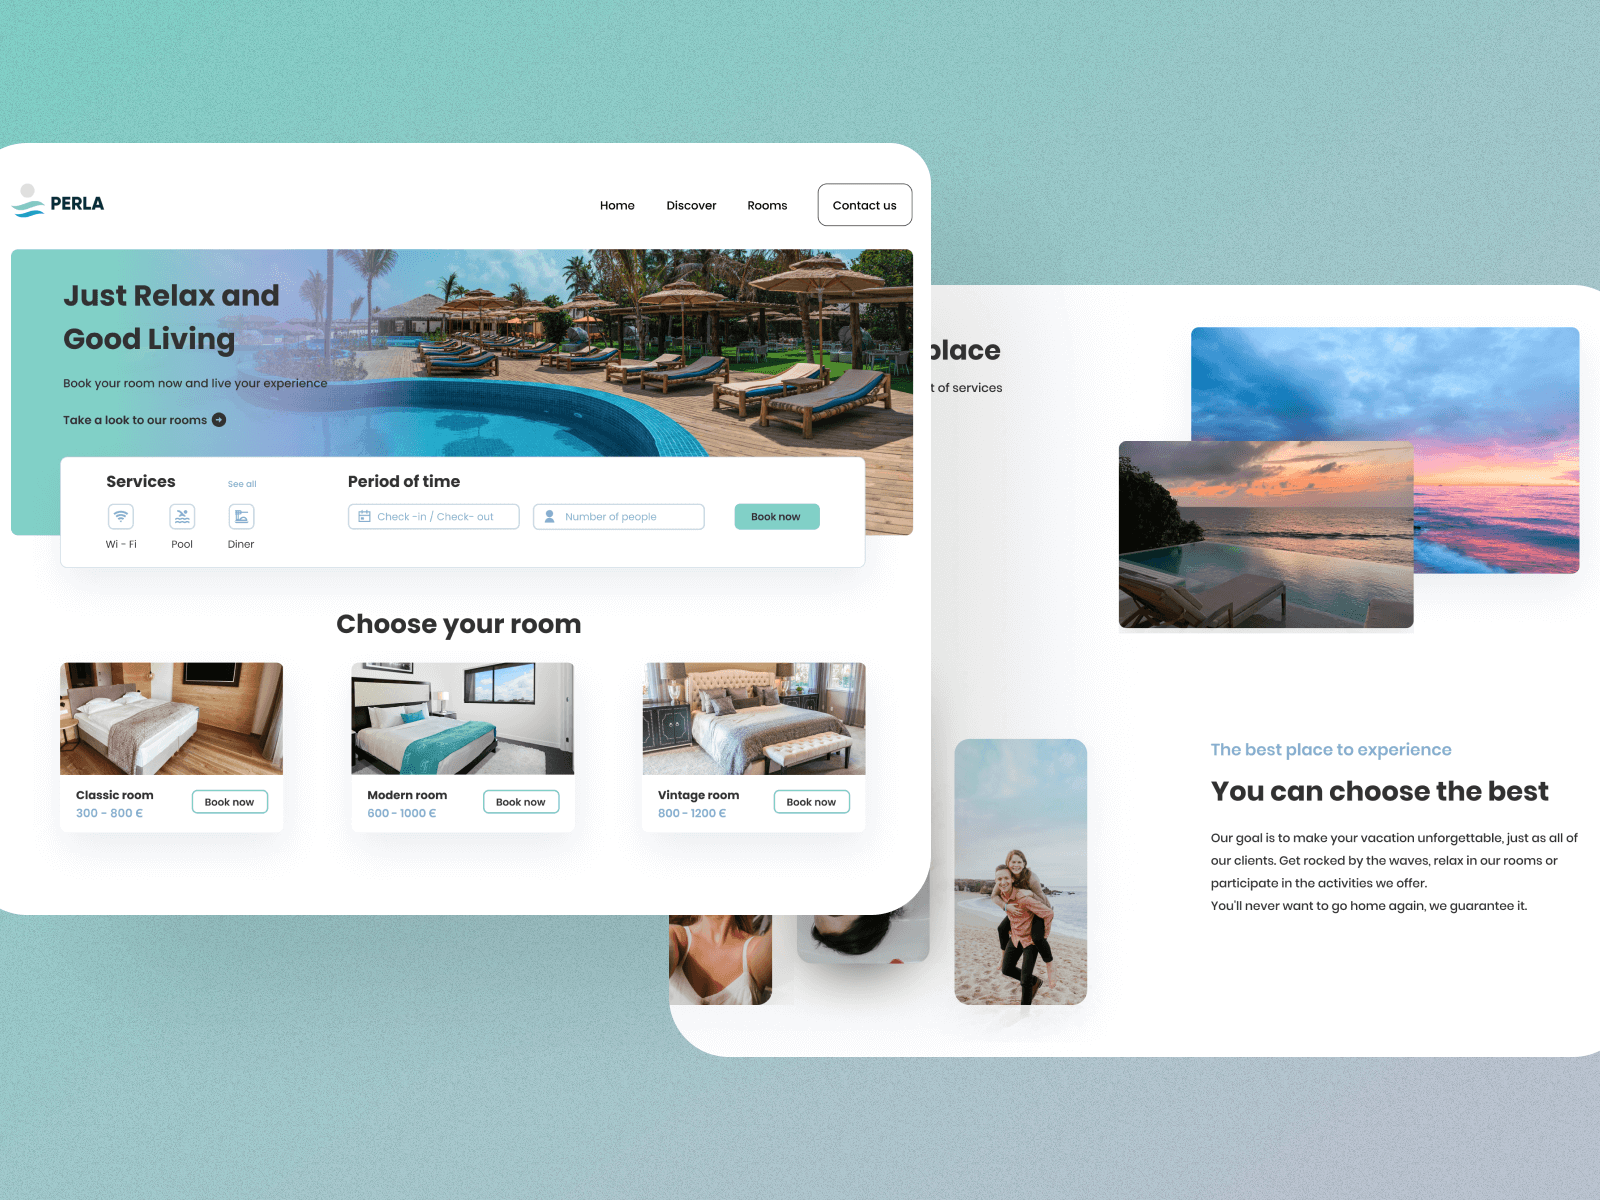 PERLA
Home
Discover
Rooms
Contact us
Just Relax and
Good Living
Book your room now and live your experience
Take a look to our rooms
Services
See all
Wi - Fi
Pool
Diner
Period of time
Check -in / Check- out
Number of people
Book now
Choose your room
Classic room
300 - 800 €
Book now
Modern room
600 - 1000 €
Book now
Vintage room
800 - 1200 €
Book now
place
t of services
The best place to experience
You can choose the best
Our goal is to make your vacation unforgettable, just as all of
our clients. Get rocked by the waves, relax in our rooms or
participate in the activities we offer.
You'll never want to go home again, we guarantee it.